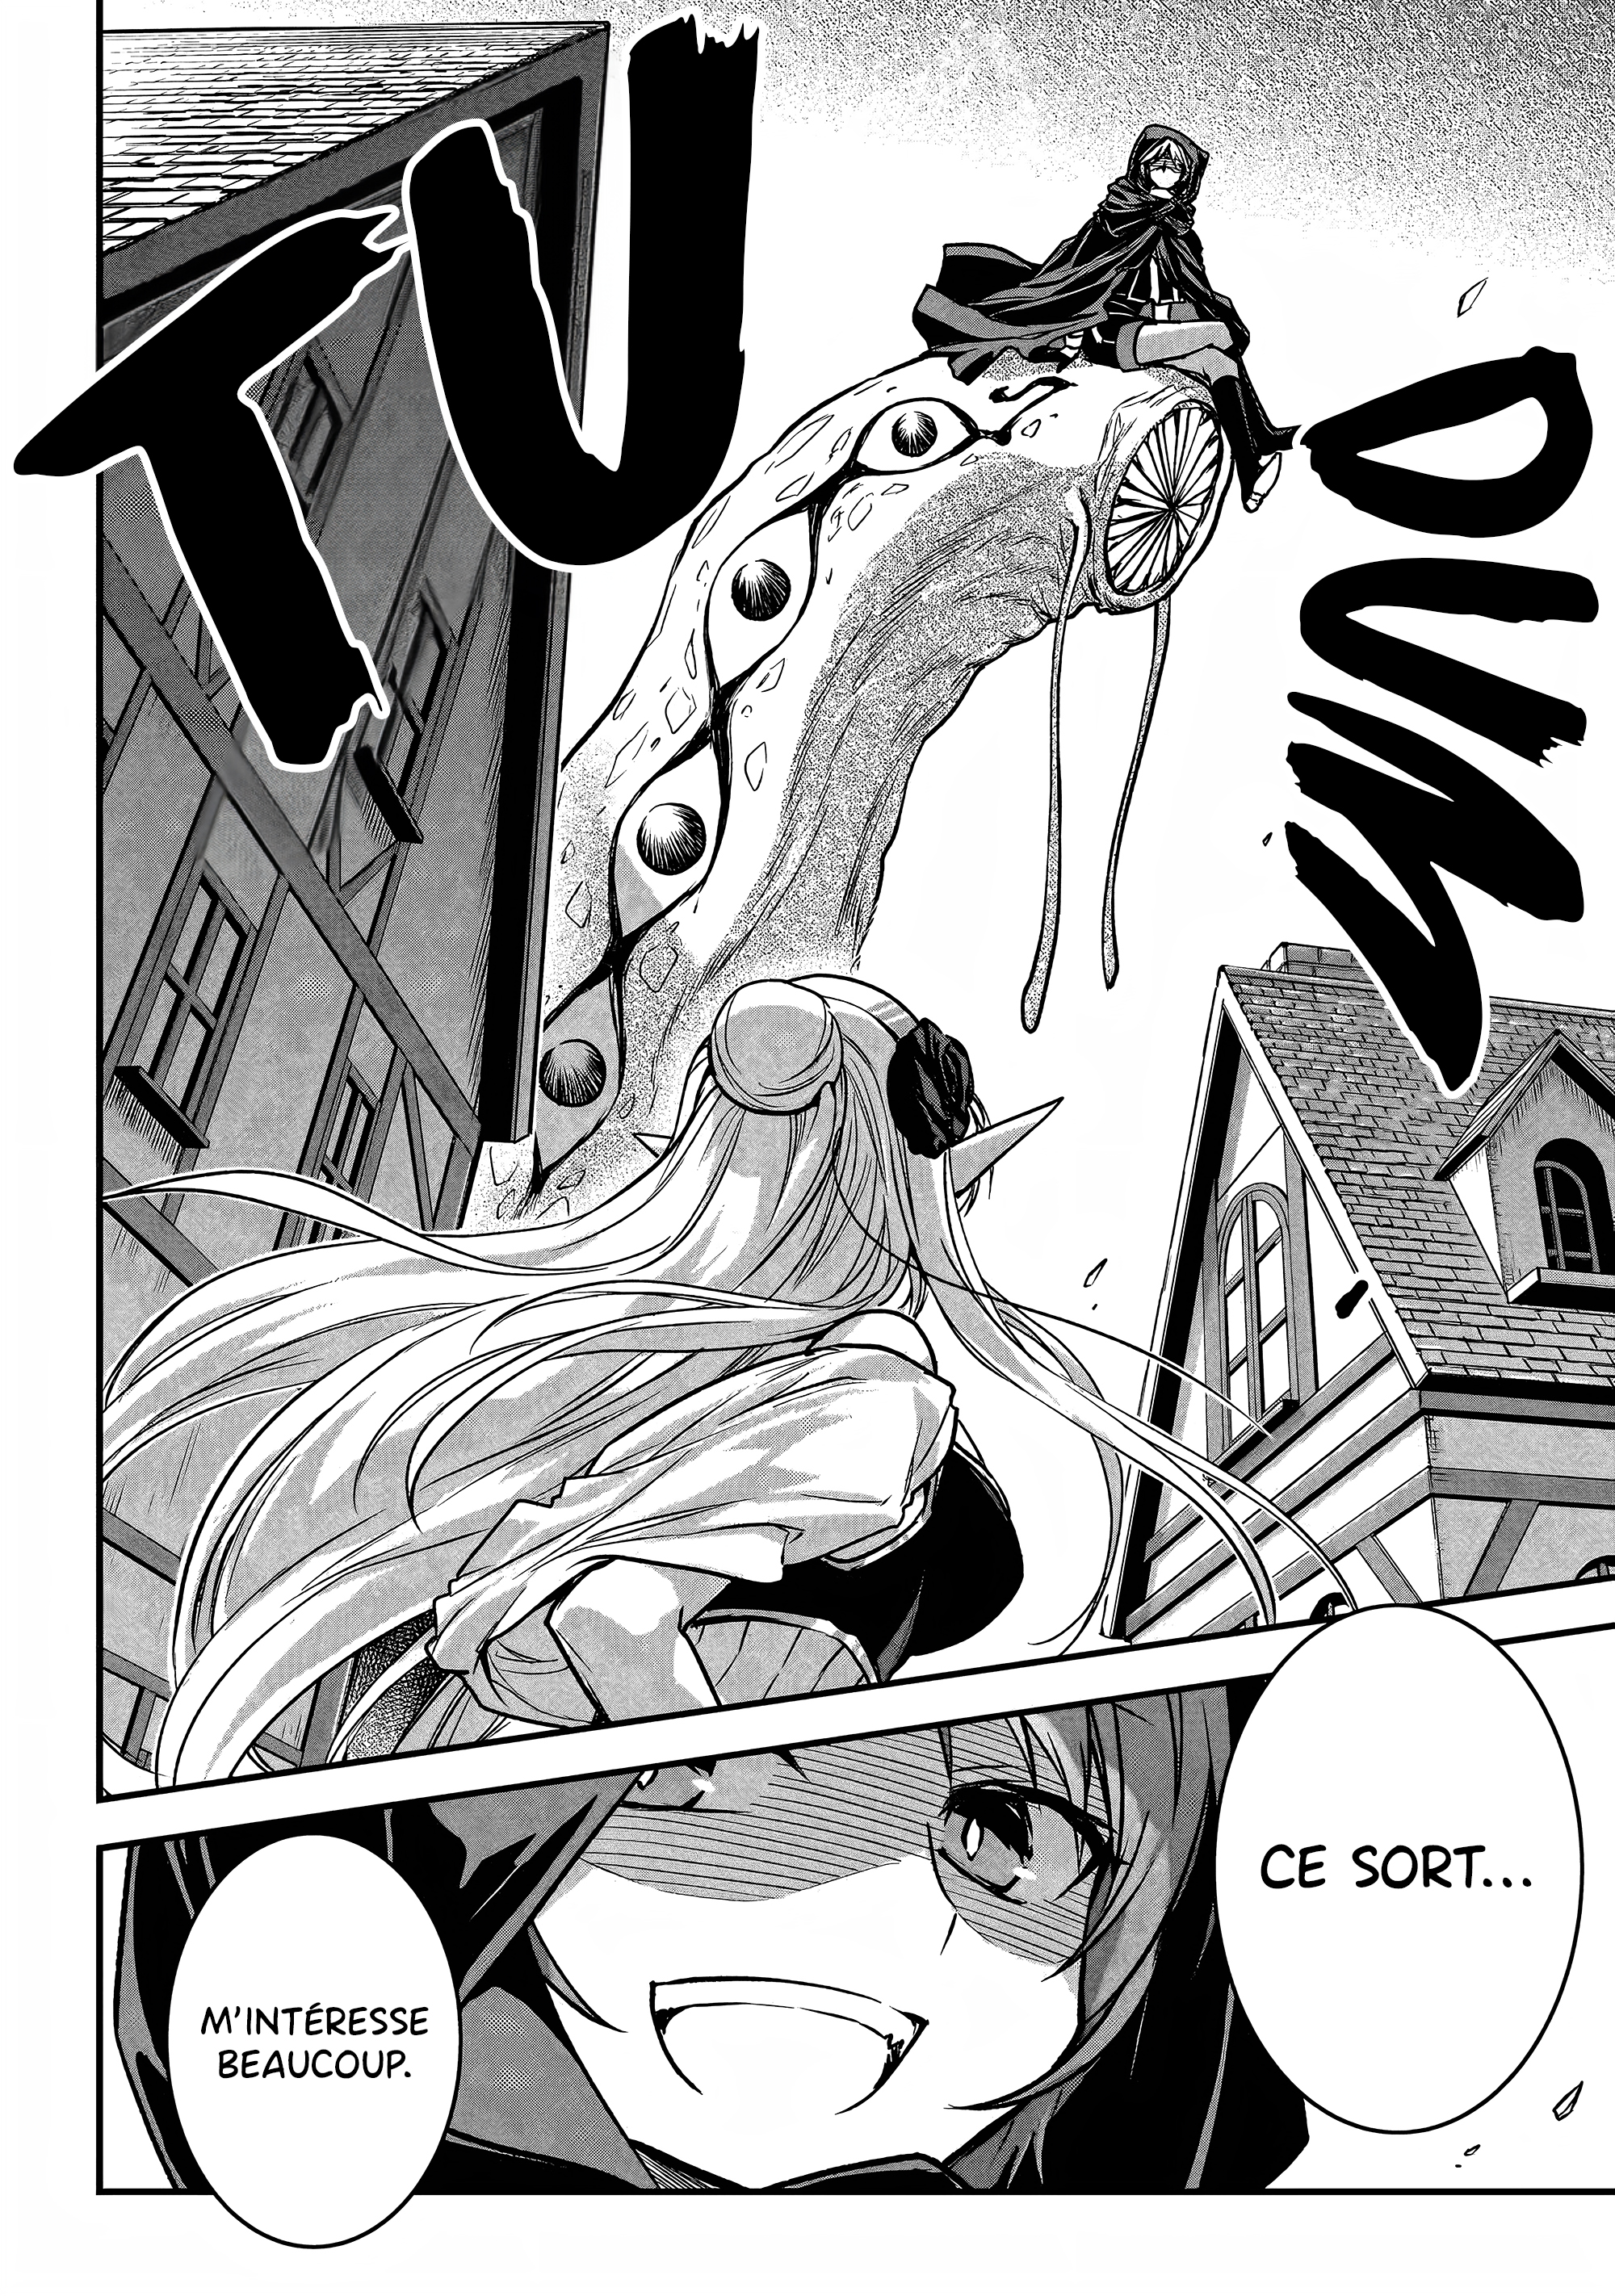 TU
DUM
CE SORT...
M'INTÉRESSE
BEAUCOUP.